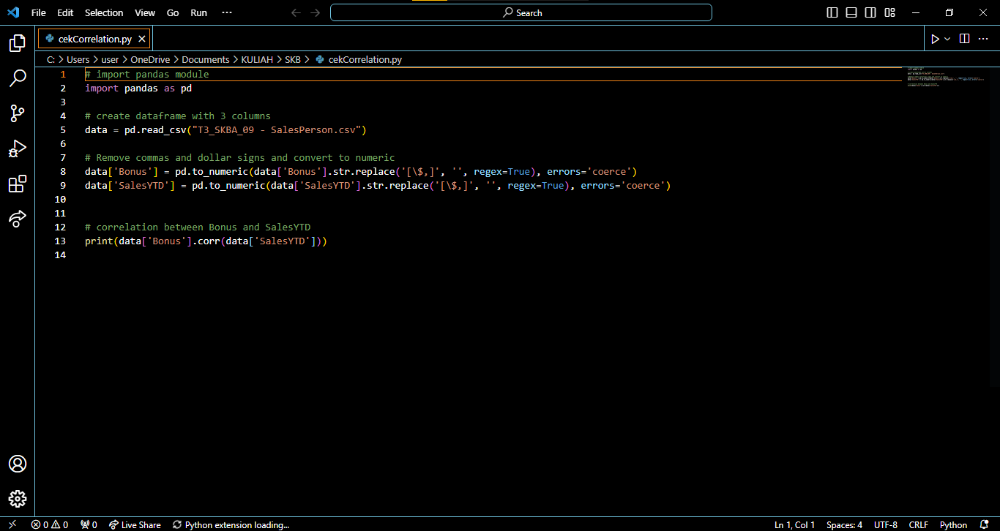 File Edit Selection View Go Run ··· Search
cekCorrelation.py
C: > Users > user > OneDrive > Documents > KULIAH > SKB > cekCorrelation.py
1 # import pandas module
2 import pandas as pd
3
4 # create dataframe with 3 columns
5 data = pd.read_csv("T3_SKBA_09 - SalesPerson.csv")
6
7 # Remove commas and dollar signs and convert to numeric
8 data['Bonus'] = pd.to_numeric(data['Bonus'].str.replace('[\$,]', '', regex=True), errors='coerce')
9 data['SalesYTD'] = pd.to_numeric(data['SalesYTD'].str.replace('[\$,]', '', regex=True), errors='coerce')
10
11
12 # correlation between Bonus and SalesYTD
13 print(data['Bonus'].corr(data['SalesYTD']))
14
0 0 0 Live Share Python extension loading... Ln 1, Col 1 Spaces: 4 UTF-8 CRLF Python